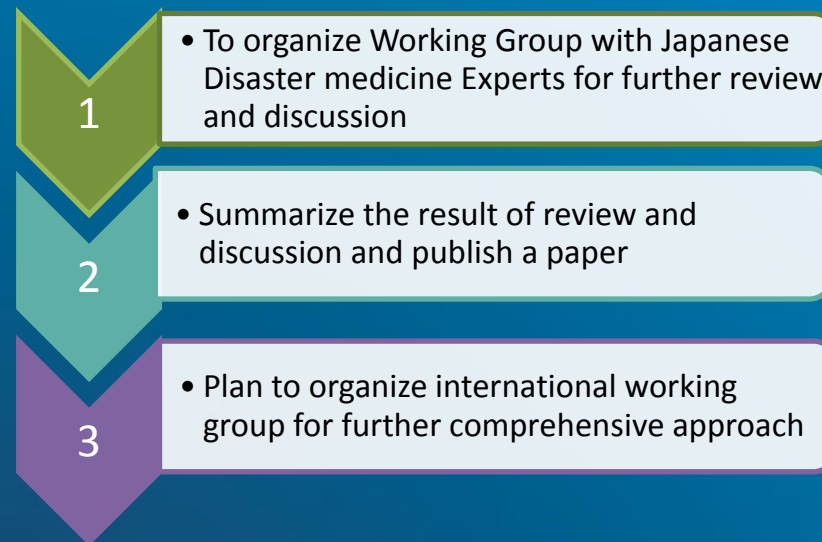 1
• To organize Working Group with Japanese
Disaster medicine Experts for further review
and discussion
2
• Summarize the result of review and
discussion and publish a paper
3
• Plan to organize international working
group for further comprehensive approach